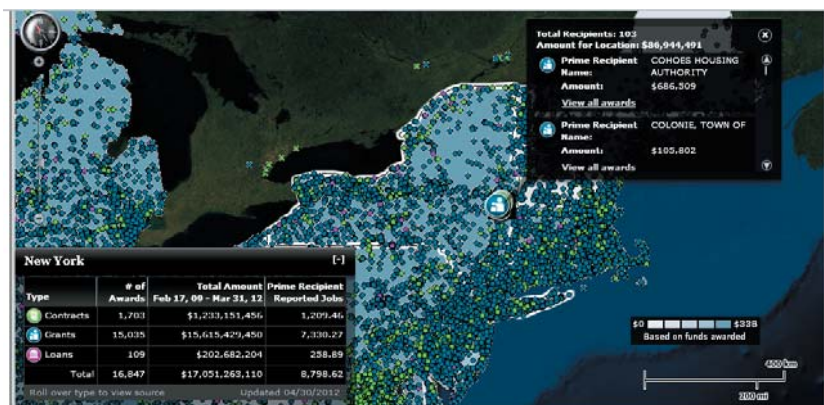 Total Recipients: 103
Amount for Location: $86,944,491
Prime Recipient Name: COHOES HOUSING AUTHORITY
Amount: $686,509
View all awards
Prime Recipient Name: COLONIE, TOWN OF
Amount: $105,802
View all awards
New York [-]
Type # of Awards Total Amount Feb 17, 09 - Mar 31, 12 Prime Recipient Reported Jobs
Contracts 1,703 $1,233,151,456 1,209.46
Grants 15,035 $15,615,429,450 7,330.27
Loans 109 $202,682,204 258.89
Total 16,847 $17,051,263,110 8,798.62
Roll over type to view source Updated 04/30/2012
$0 $33B
Based on funds awarded
400 km
200 mi